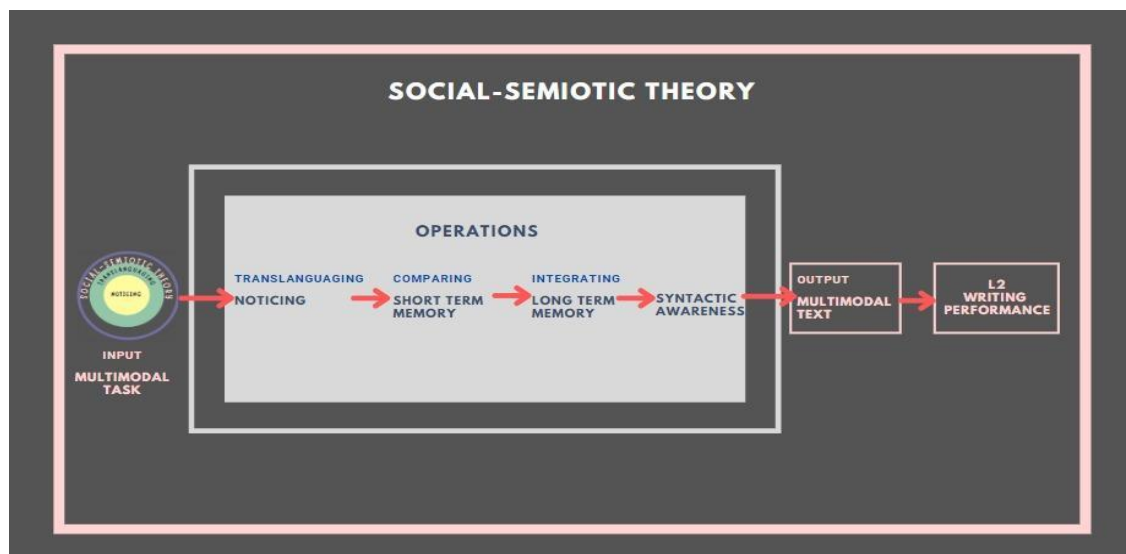 SOCIAL-SEMIOTIC THEORY
OPERATIONS
SOCIAL-SEMIOTIC THEORY
TRANSLANGUAGING
NOTICING
INPUT
MULTIMODAL
TASK
TRANSLANGUAGING
NOTICING
COMPARING
SHORT TERM
MEMORY
INTEGRATING
LONG TERM
MEMORY
SYNTACTIC
AWARENESS
OUTPUT
MULTIMODAL
TEXT
L2
WRITING
PERFORMANCE